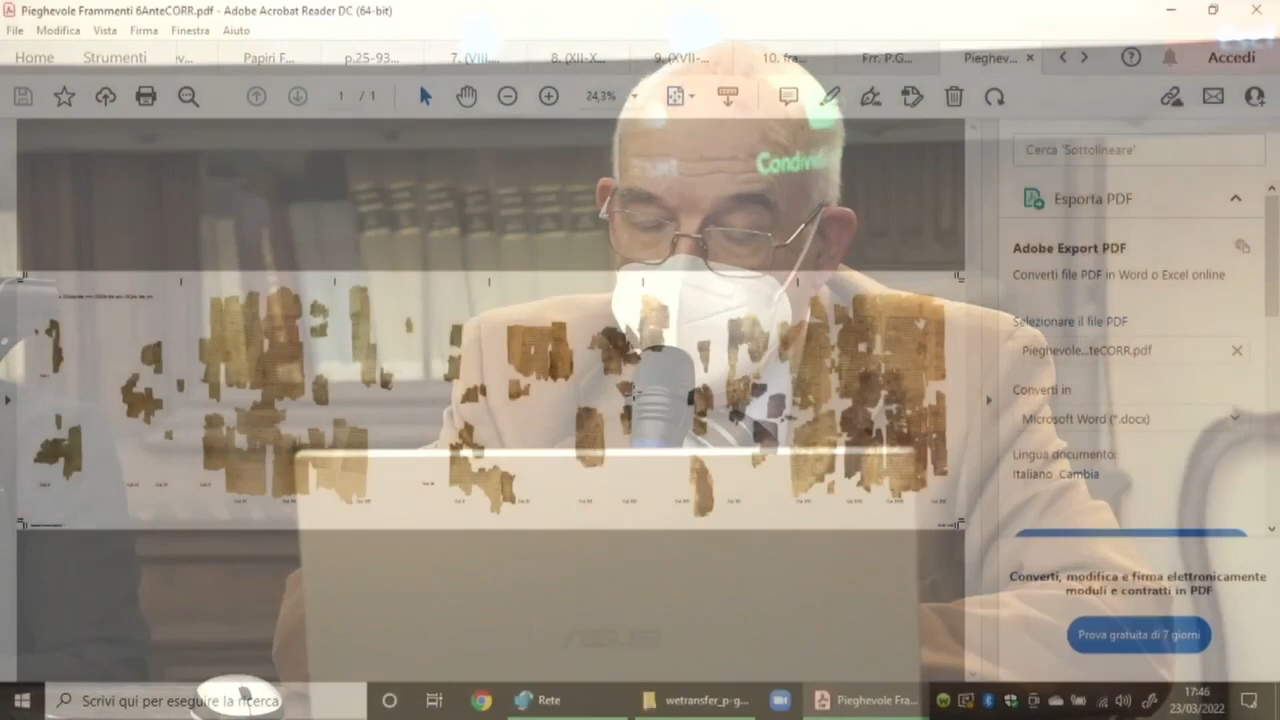 Pieghevole Frammenti 6AnteCORR.pdf - Adobe Acrobat Reader DC (64-bit)
File Modifica Vista Firma Finestra Aiuto
Home Strumenti iv... Papiri F... p.25-93... 7. (VIII... 8. (XII-X... 9. (XVII-... 10. fra... Frr. P.G... Pieghev... Accedi
1 / 1 24,3%
Cerca 'Sottolineare'
Condividi
Esporta PDF
Adobe Export PDF
Converti file PDF in Word o Excel online
Selezionare il file PDF
Pieghevole...teCORR.pdf
Converti in
Microsoft Word (*.docx)
Lingua documento:
Italiano Cambia
Converti, modifica e firma elettronicamente
moduli e contratti in PDF
Prova gratuita di 7 giorni
ASUS
Scrivi qui per eseguire la ricerca
Rete
wetransfer_p-g...
Pieghevole Fra...
17:46
23/03/2022